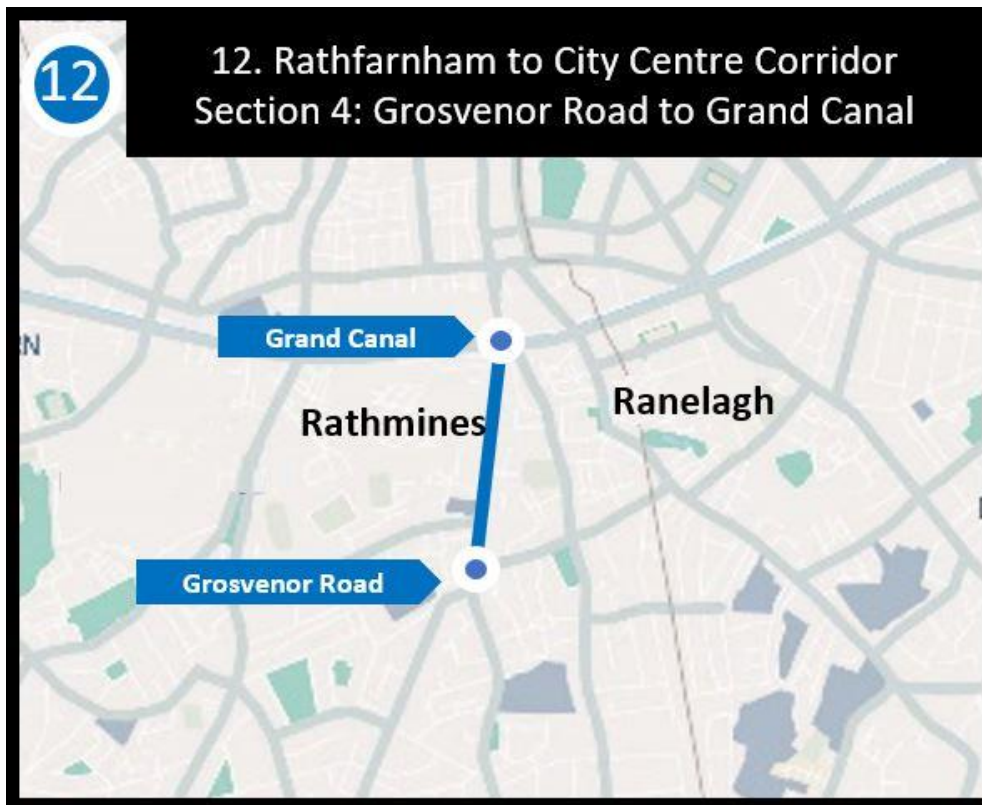 12
12. Rathfarnham to City Centre Corridor
Section 4: Grosvenor Road to Grand Canal
Grand Canal
RN
Rathmines
Ranelagh
Grosvenor Road